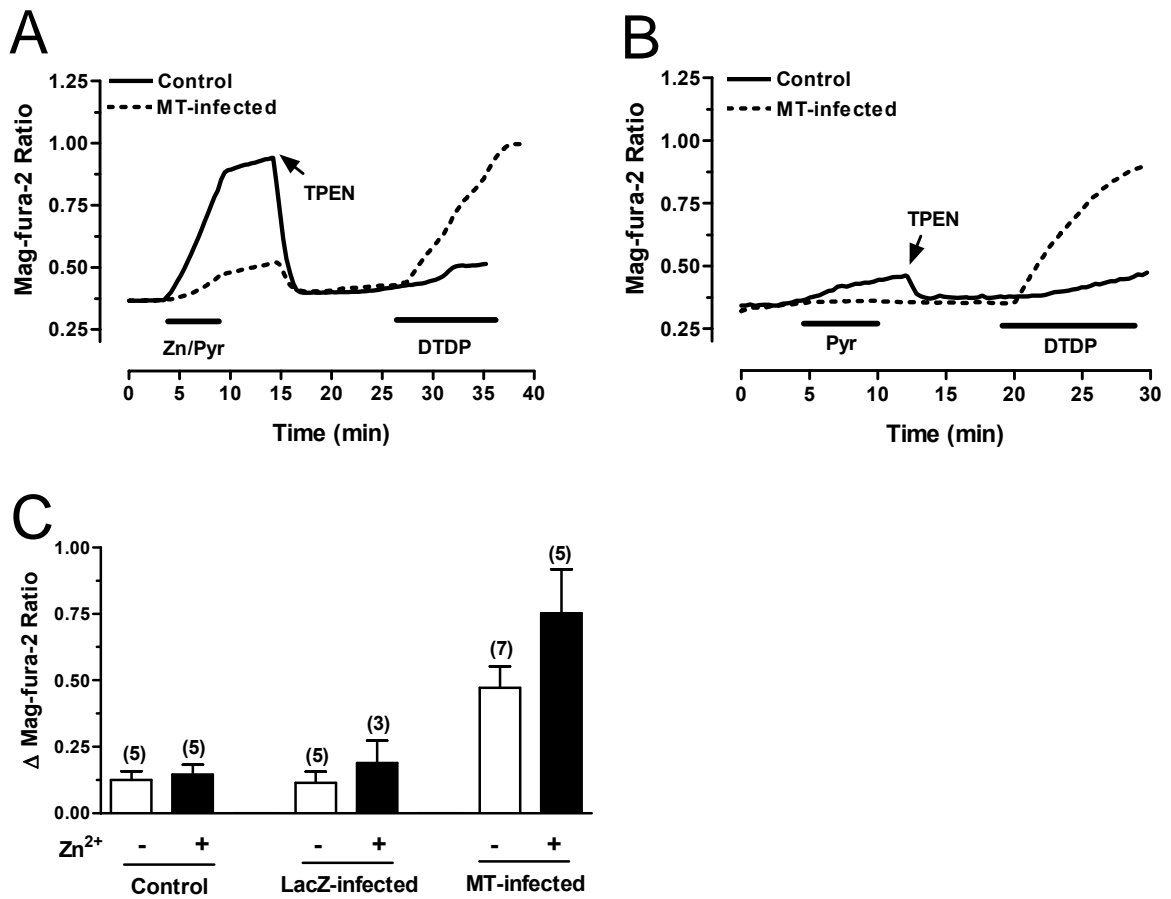 A
Control
MT-infected
Mag-fura-2 Ratio
1.25
1.00
0.75
0.50
0.25
TPEN
Zn/Pyr
DTDP
0 5 10 15 20 25 30 35 40
Time (min)
B
Control
MT-infected
Mag-fura-2 Ratio
1.25
1.00
0.75
0.50
0.25
TPEN
Pyr
DTDP
0 5 10 15 20 25 30
Time (min)
C
Δ Mag-fura-2 Ratio
1.00
0.75
0.50
0.25
0.00
(5) (5) (5) (3) (7) (5)
Zn²⁺ - + - + - +
Control LacZ-infected MT-infected